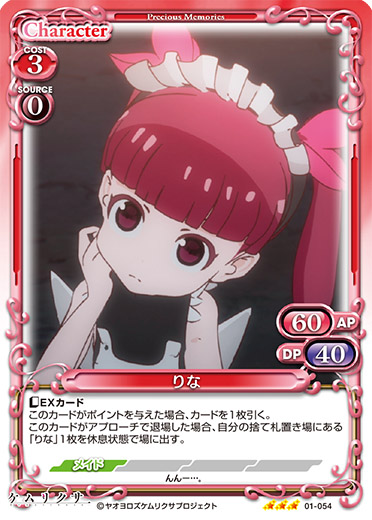 Precious Memories
Character
COST
3
SOURCE
0
60 AP
DP 40
りな
EXカード
このカードがポイントを与えた場合、カードを1枚引く。
このカードがアプローチで退場した場合、自分の捨て札置き場にある
「りな」1枚を休息状態で場に出す。
メイド
んんー…。
ケムリクサ
©ヤオヨロズケムリクサプロジェクト
01-054